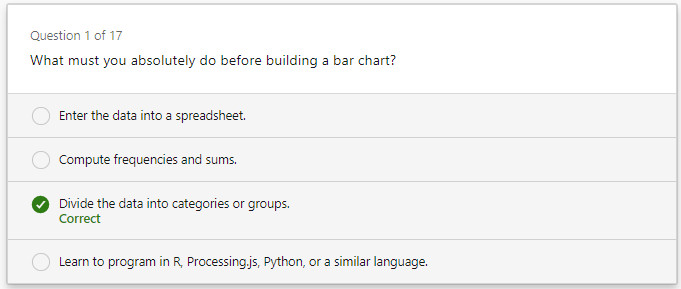 Question 1 of 17
What must you absolutely do before building a bar chart?
Enter the data into a spreadsheet.
Compute frequencies and sums.
Divide the data into categories or groups.
Correct
Learn to program in R, Processing.js, Python, or a similar language.